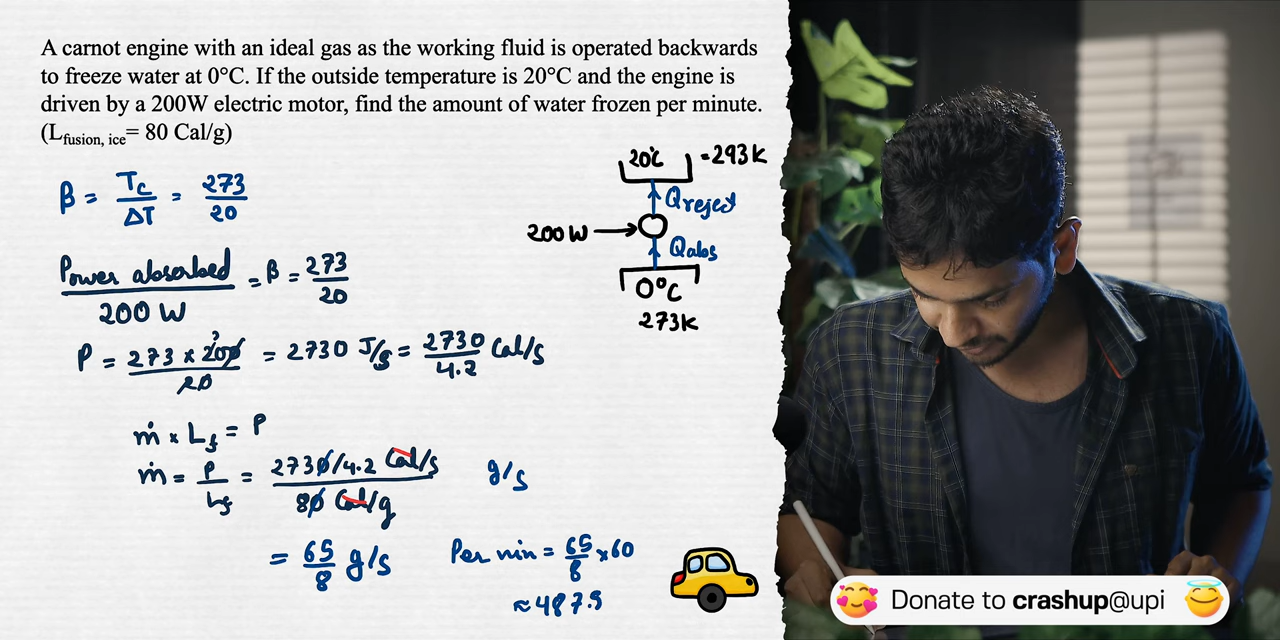 A carnot engine with an ideal gas as the working fluid is operated backwards
to freeze water at 0°C. If the outside temperature is 20°C and the engine is
driven by a 200W electric motor, find the amount of water frozen per minute.
(Lfusion, ice= 80 Cal/g)
20°C = 293K
Qreject
200W
Qabs
0°C
273K
β = Tc/ΔT = 273/20
Power absorbed/200 W = β = 273/20
P = 273 x 200/20 = 2730 J/s = 2730/4.2 Cal/s
ṁ x Lf = P
ṁ = P/Lf = 2730/4.2 Cal/s / 80 Cal/g g/s
= 65/8 g/s
Per min = 65/8 x 60
≈ 487.5
Donate to crashup@upi